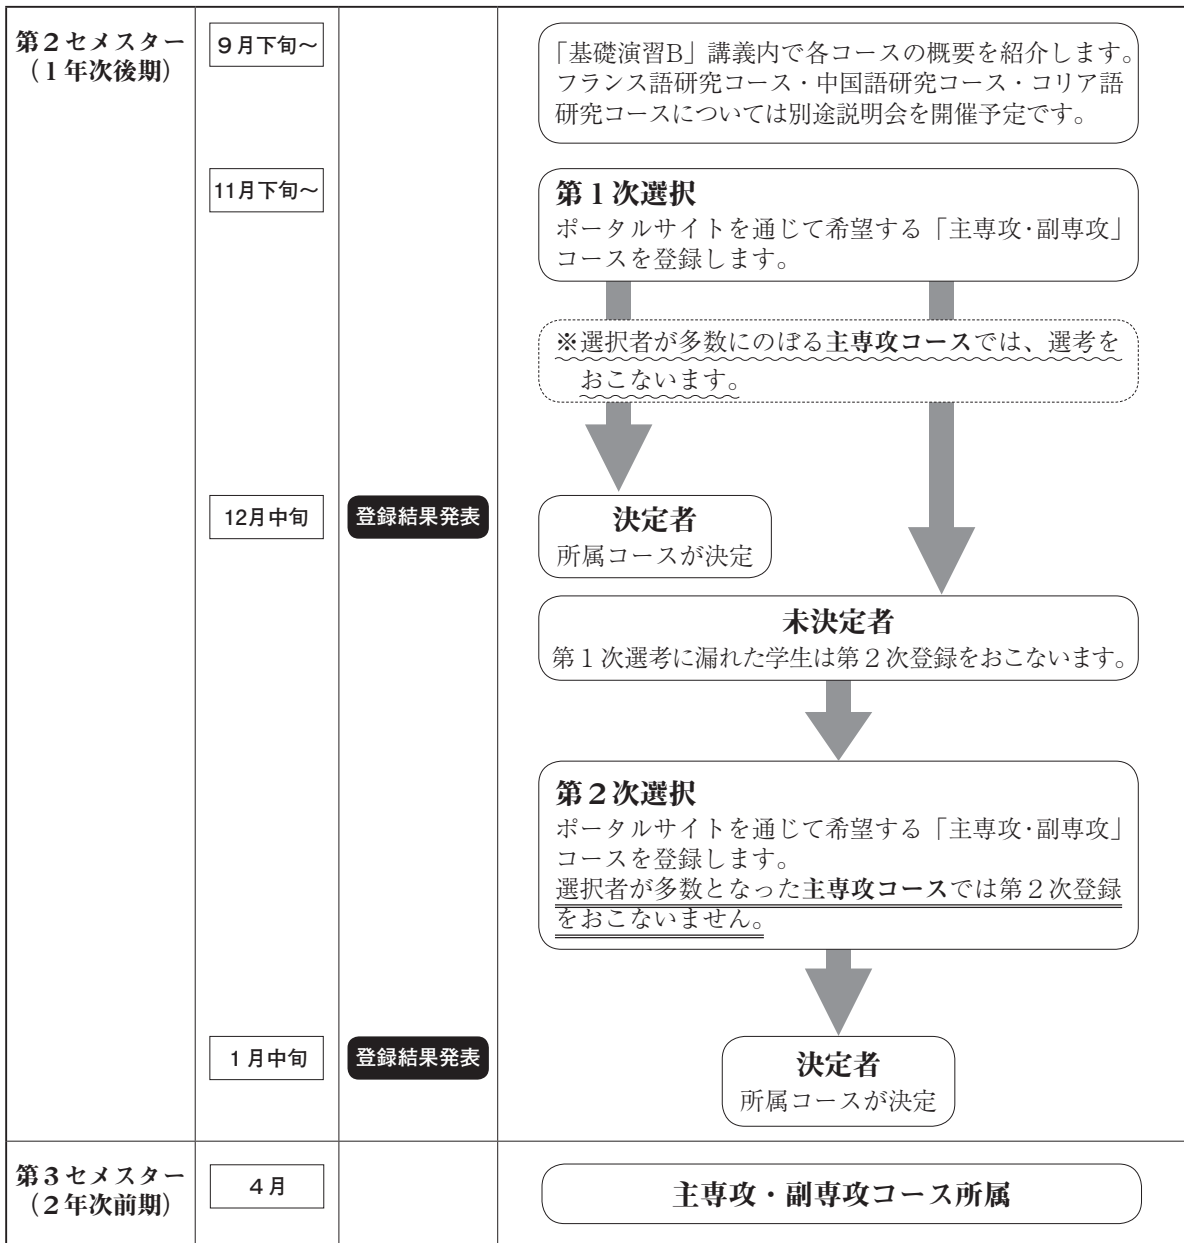 第2セメスター
（1年次後期）
9月下旬～
「基礎演習B」講義内で各コースの概要を紹介します。
フランス語研究コース・中国語研究コース・コリア語
研究コースについては別途説明会を開催予定です。
11月下旬～
第1次選択
ポータルサイトを通じて希望する「主専攻・副専攻」
コースを登録します。
※選択者が多数にのぼる主専攻コースでは、選考を
おこないます。
12月中旬
登録結果発表
決定者
所属コースが決定
未決定者
第1次選考に漏れた学生は第2次登録をおこないます。
第2次選択
ポータルサイトを通じて希望する「主専攻・副専攻」
コースを登録します。
選択者が多数となった主専攻コースでは第2次登録
をおこないません。
1月中旬
登録結果発表
決定者
所属コースが決定
第3セメスター
（2年次前期）
4月
主専攻・副専攻コース所属